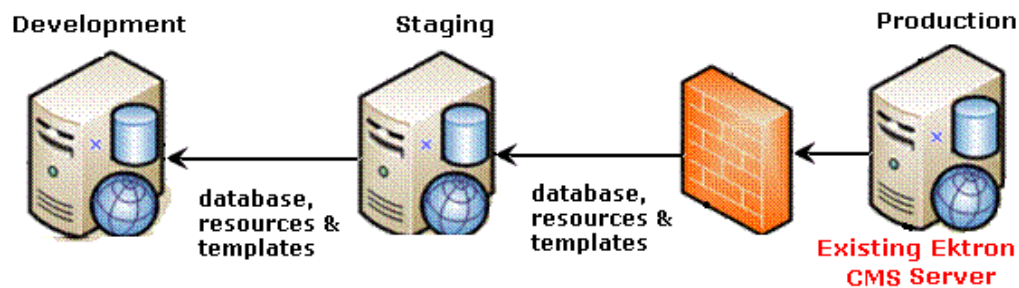 Development
Staging
Production
database,
resources &
templates
database,
resources &
templates
Existing Ektron
CMS Server